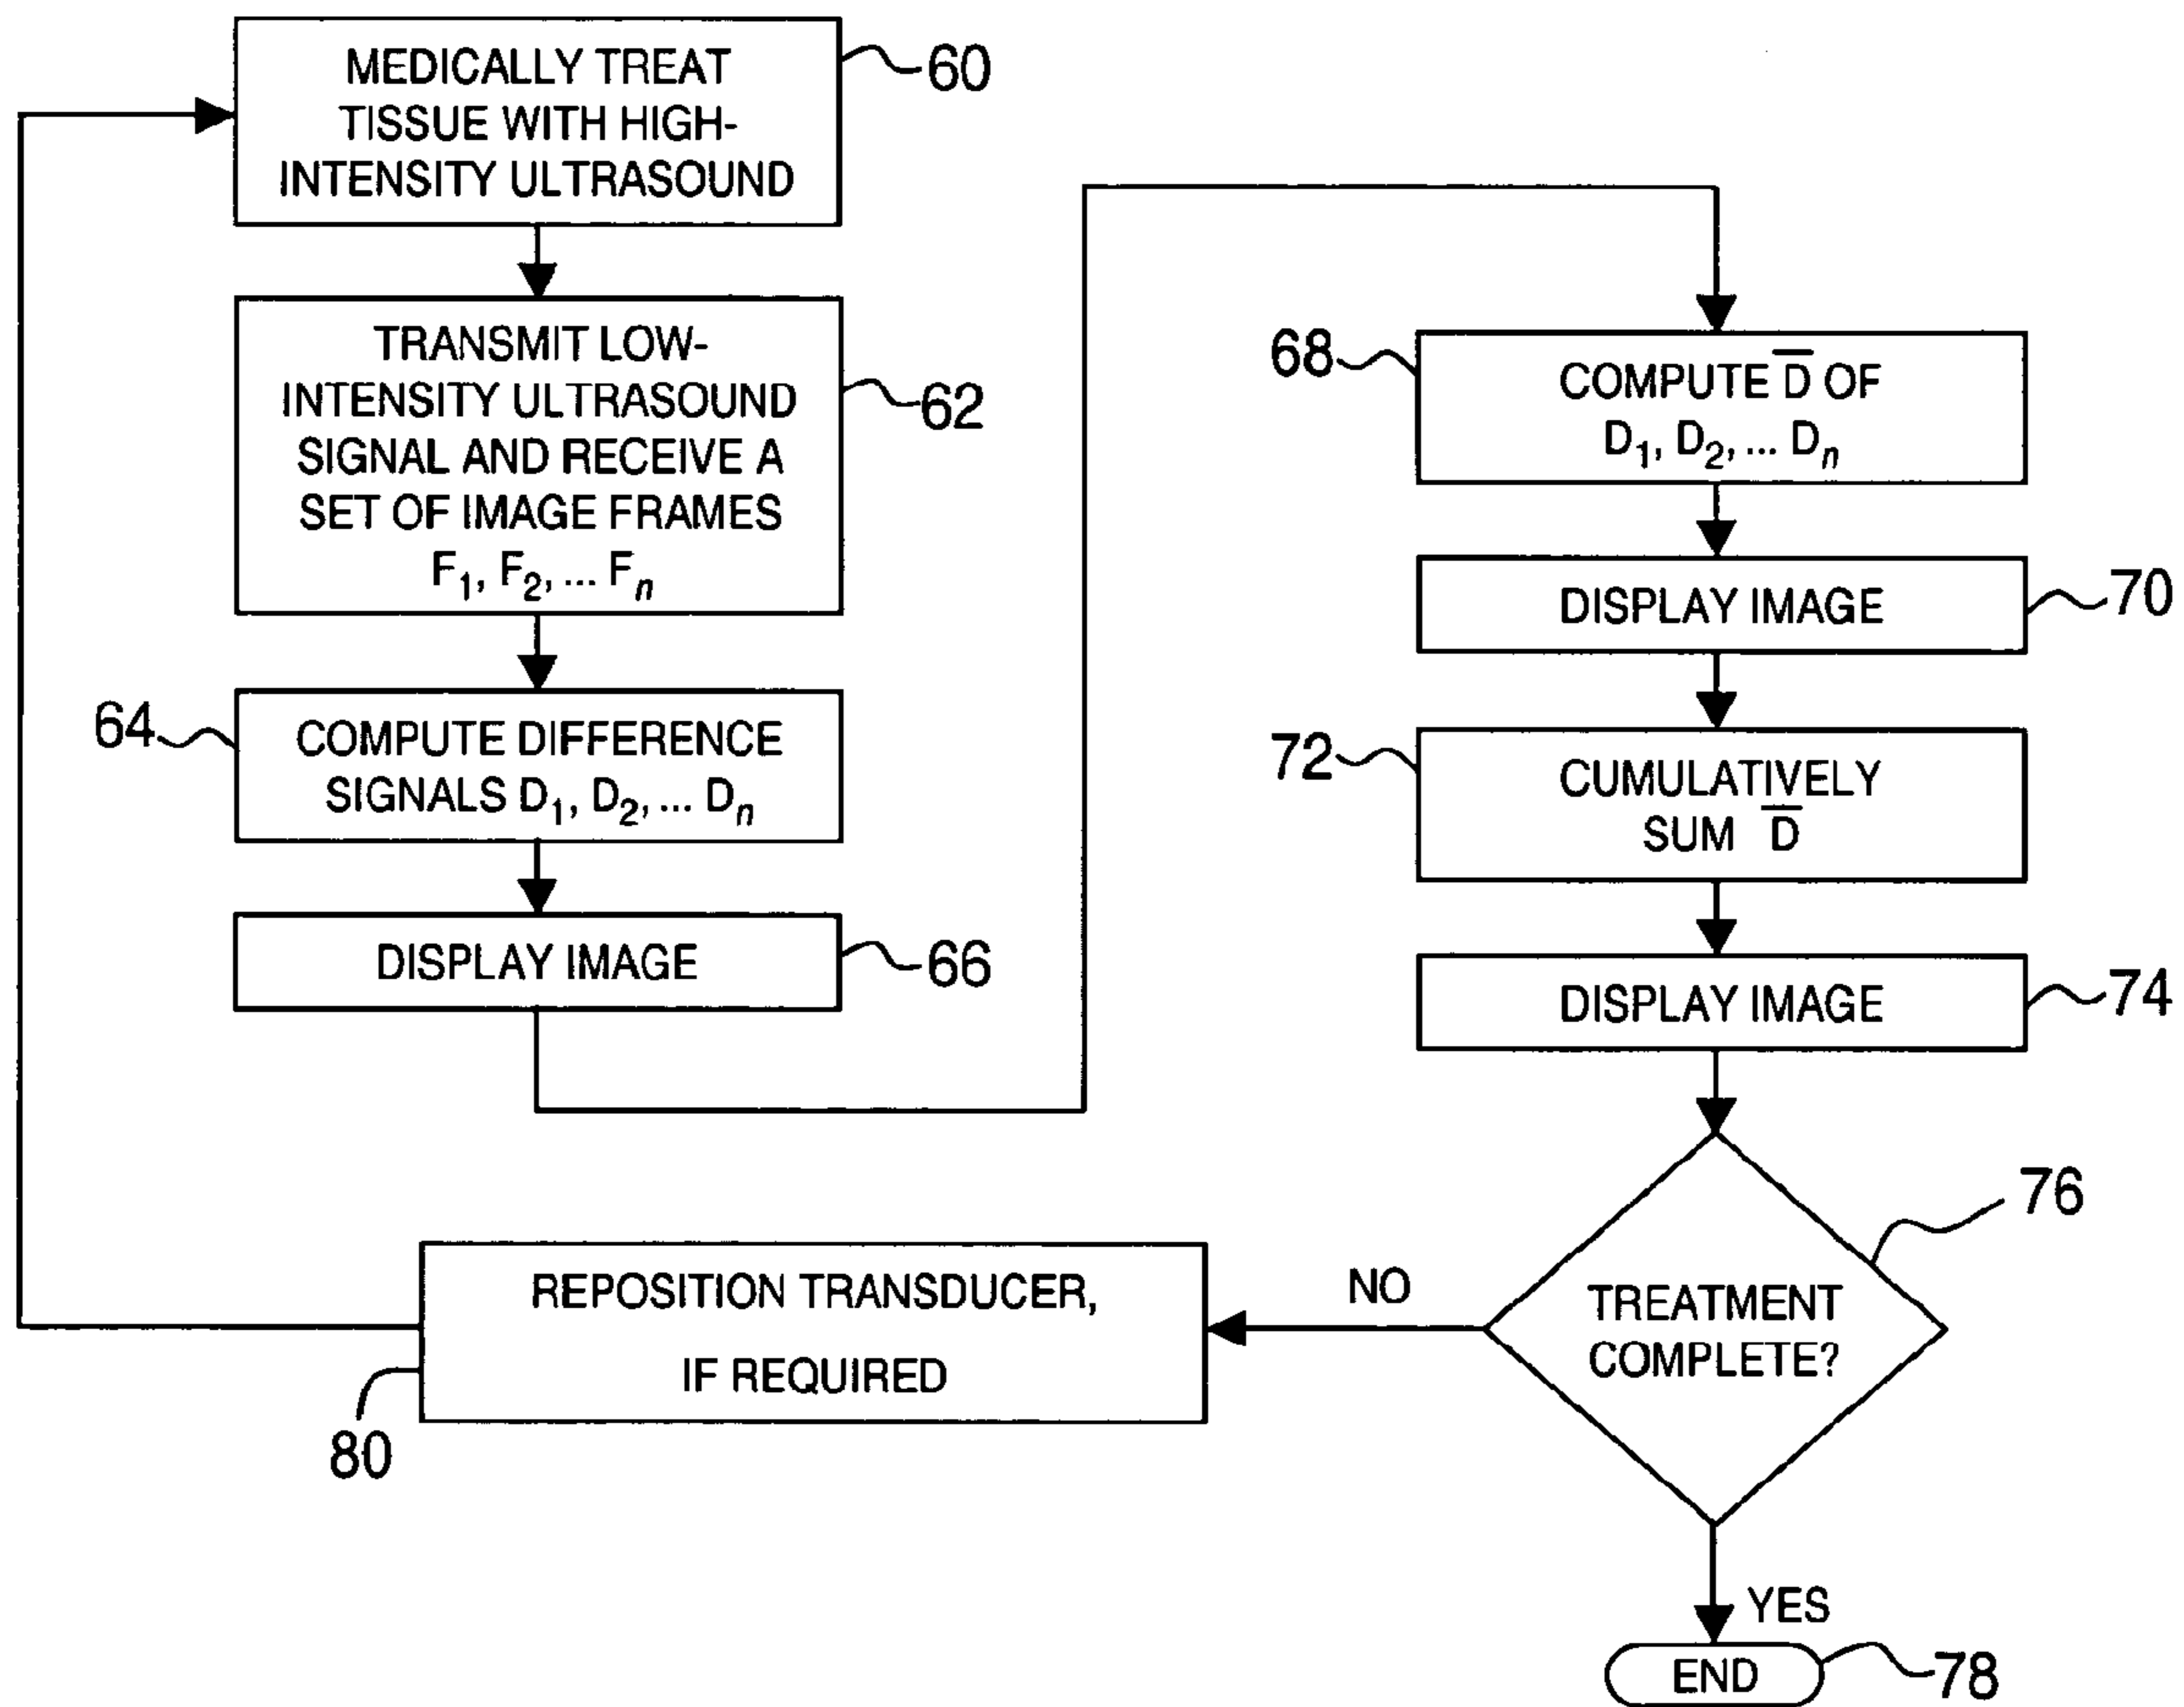 MEDICALLY TREAT
TISSUE WITH HIGH-
INTENSITY ULTRASOUND
60
TRANSMIT LOW-
INTENSITY ULTRASOUND
SIGNAL AND RECEIVE A
SET OF IMAGE FRAMES
F₁, F₂, ... Fₙ
62
64
COMPUTE DIFFERENCE
SIGNALS D₁, D₂, ... Dₙ
DISPLAY IMAGE
66
68
COMPUTE D̅ OF
D₁, D₂, ... Dₙ
DISPLAY IMAGE
70
72
CUMULATIVELY
SUM D̅
DISPLAY IMAGE
74
76
TREATMENT
COMPLETE?
NO
REPOSITION TRANSDUCER,
IF REQUIRED
80
YES
END
78